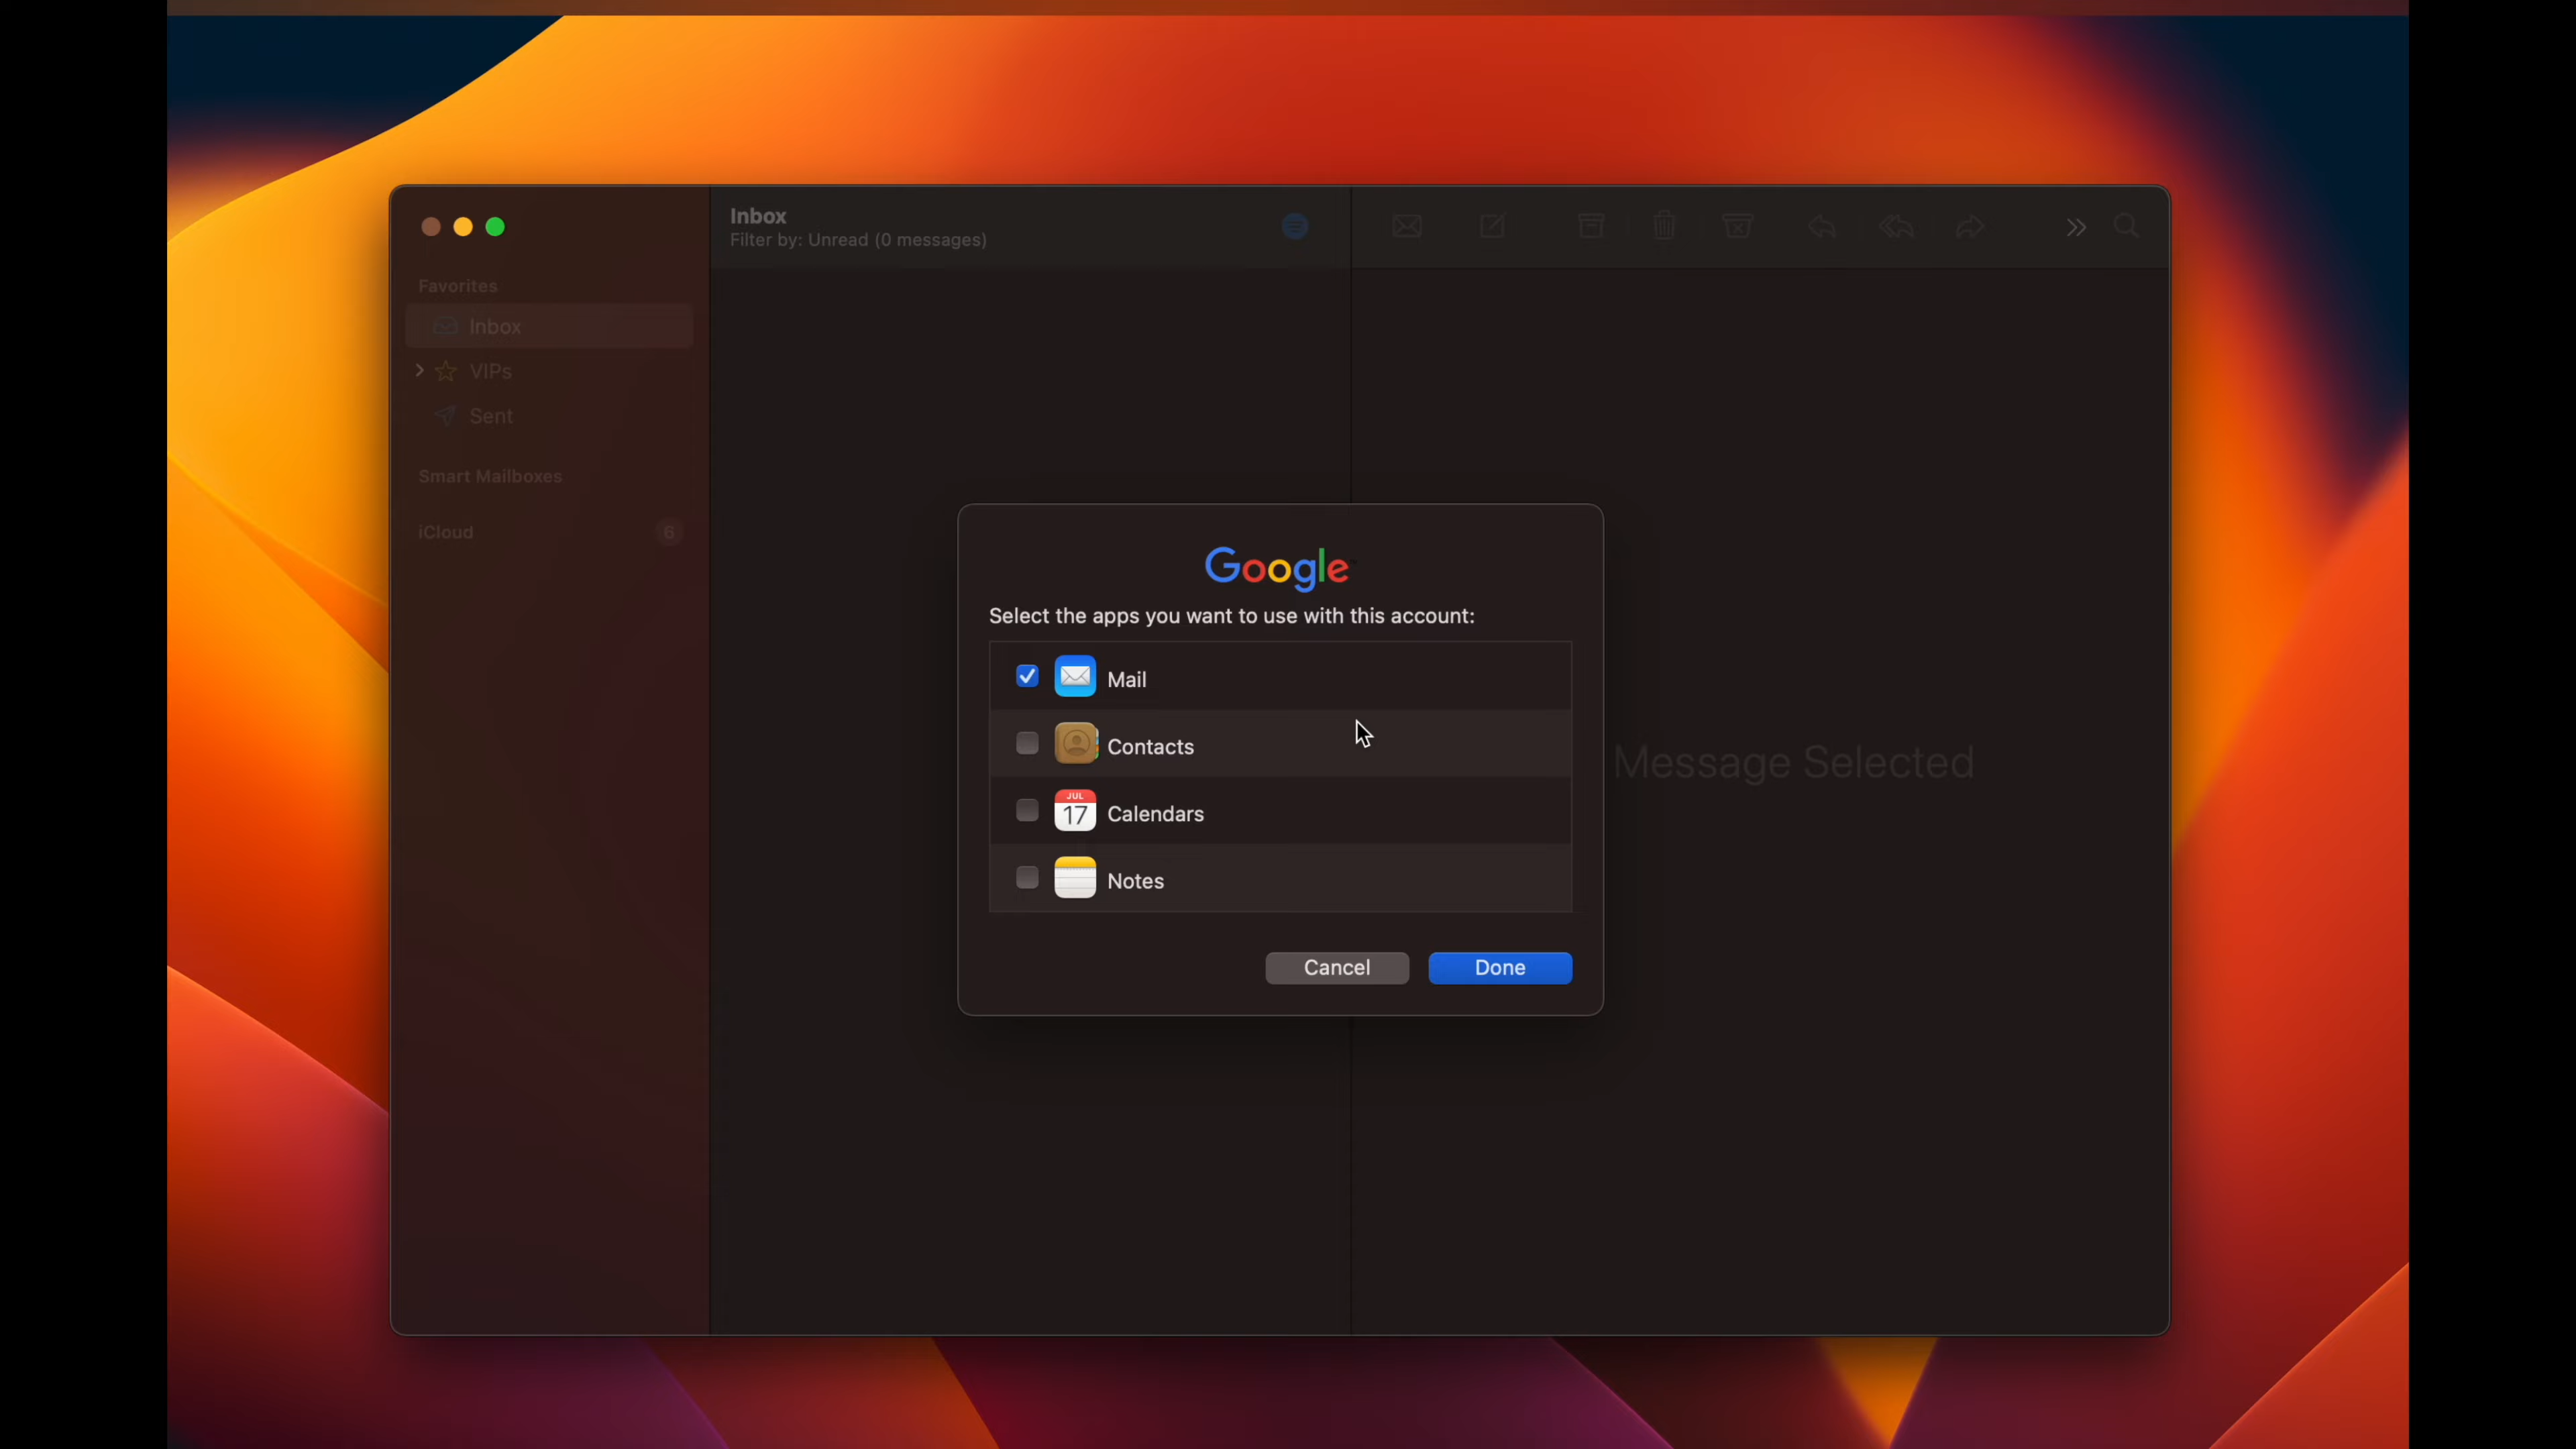 Inbox
Filter by: Unread (0 messages)
Favorites
Inbox
VIPs
Sent
Smart Mailboxes
iCloud
6
Google
Select the apps you want to use with this account:
Mail
Contacts
JUL
17
Calendars
Notes
Cancel
Done
Message Selected